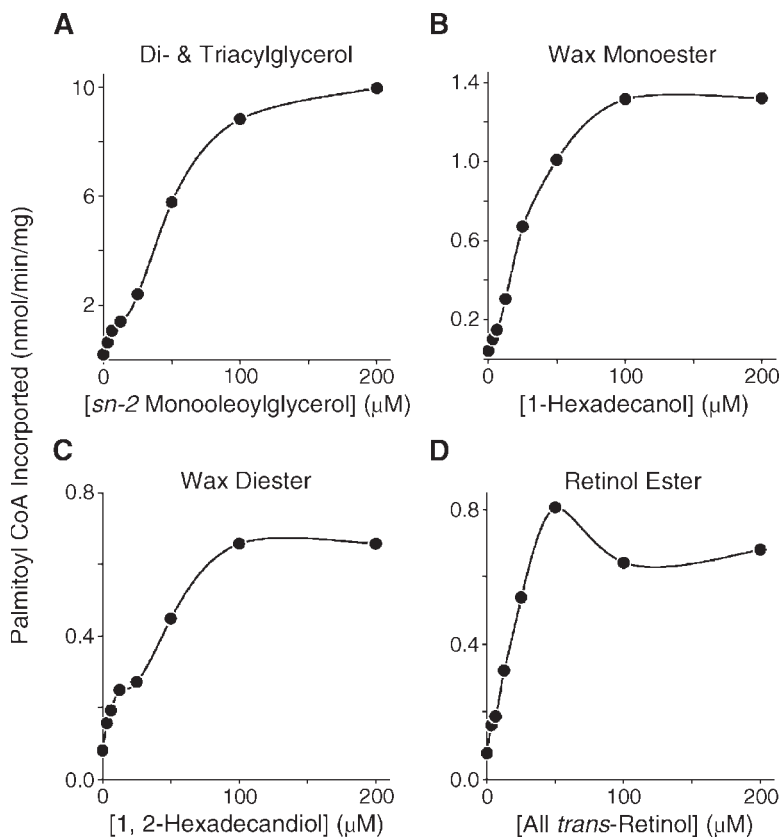 Palmitoyl CoA Incorporated (nmol/min/mg)
A
Di- & Triacylglycerol
10
6
2
0
100
200
[sn-2 Monooleoylglycerol] (μM)
B
Wax Monoester
1.4
1.0
0.6
0.2
0
100
200
[1-Hexadecanol] (μM)
C
Wax Diester
0.8
0.4
0.0
0
100
200
[1, 2-Hexadecandiol] (μM)
D
Retinol Ester
0.8
0.4
0.0
0
100
200
[All trans-Retinol] (μM)